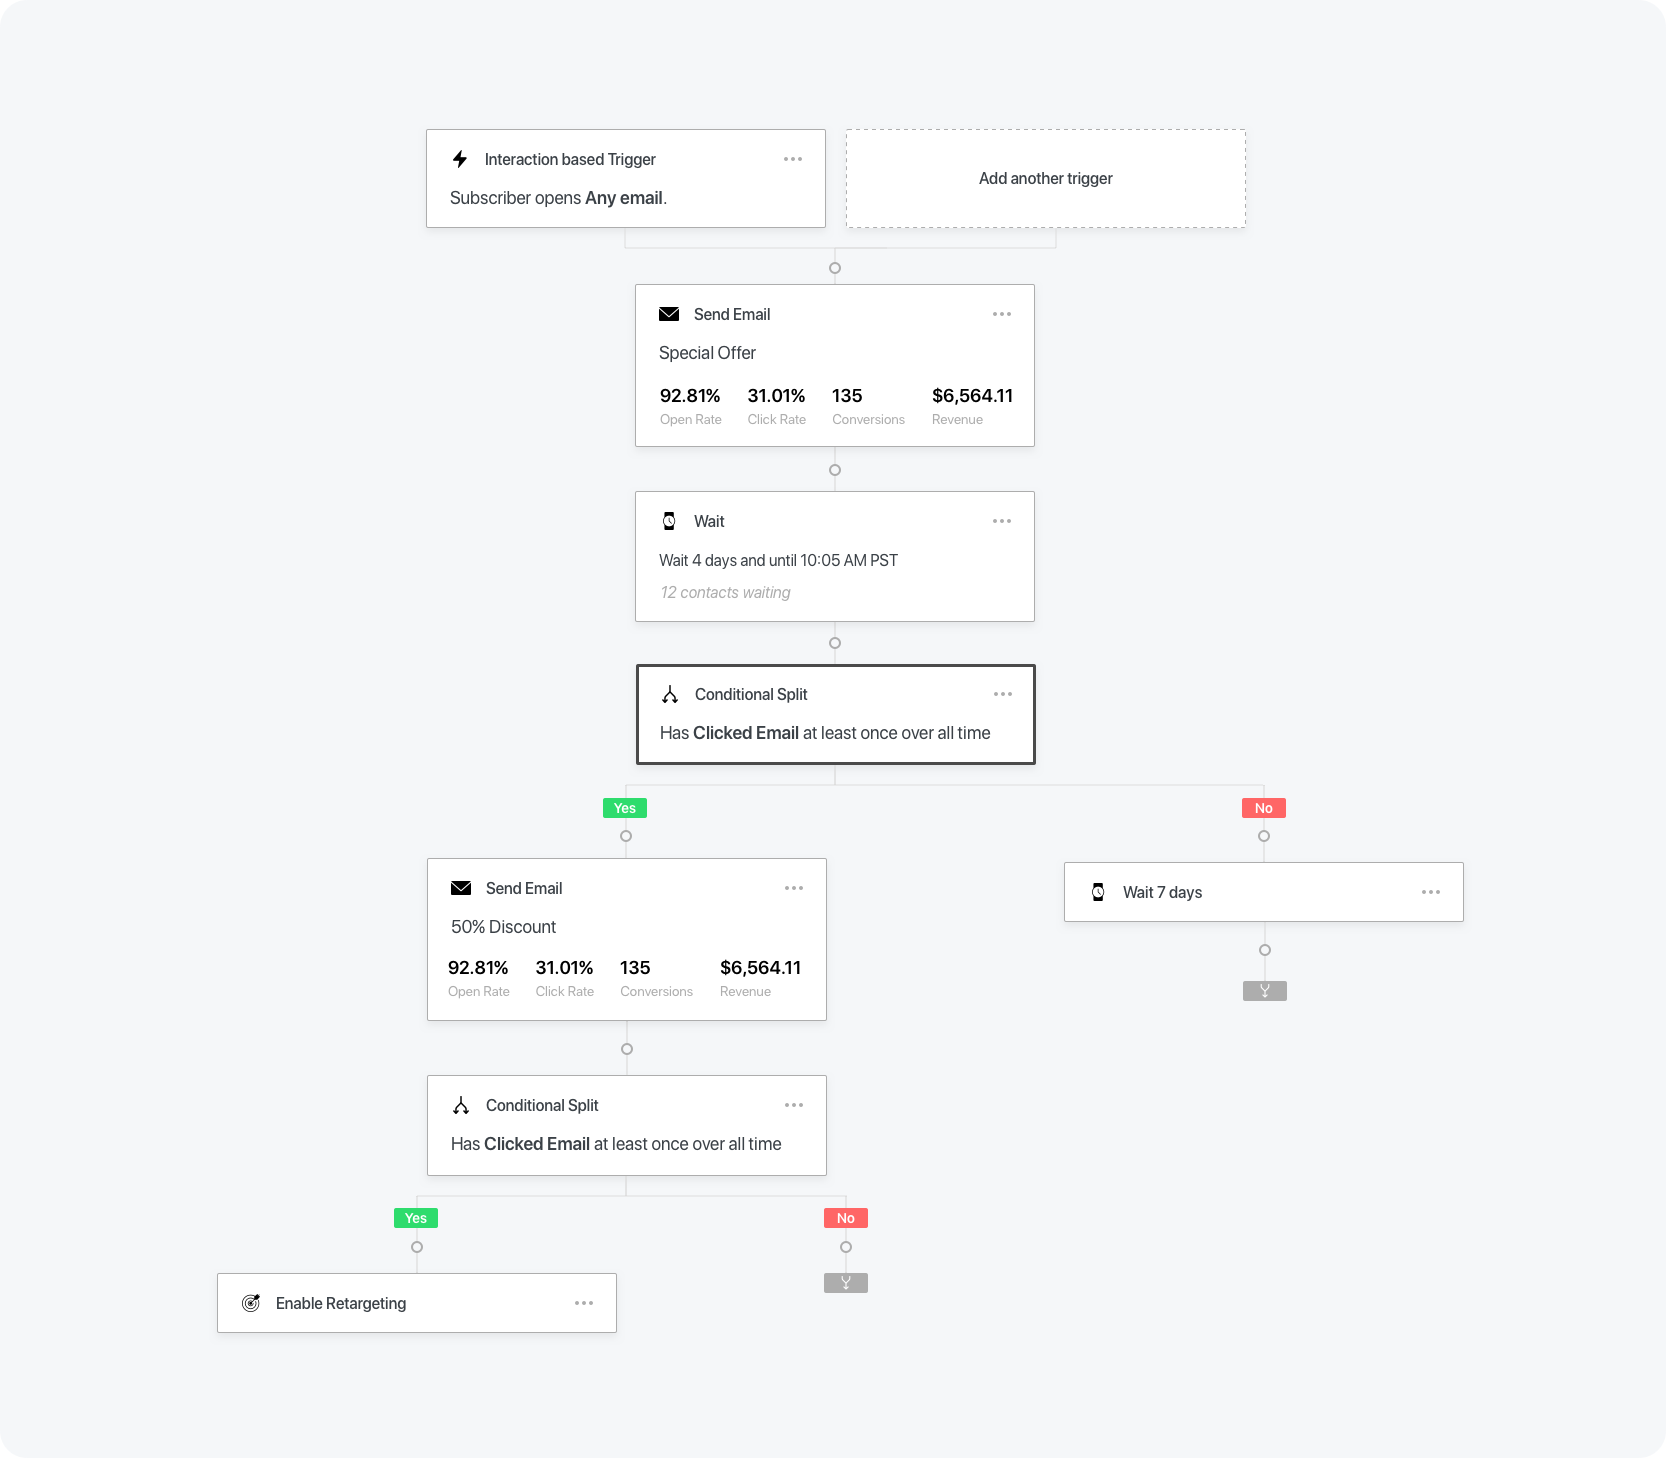 Interaction based Trigger
Subscriber opens Any email.
Add another trigger
Send Email
Special Offer
92.81% 31.01% 135 $6,564.11
Open Rate Click Rate Conversions Revenue
Wait
Wait 4 days and until 10:05 AM PST
12 contacts waiting
Conditional Split
Has Clicked Email at least once over all time
Yes
No
Send Email
50% Discount
92.81% 31.01% 135 $6,564.11
Open Rate Click Rate Conversions Revenue
Wait 7 days
Conditional Split
Has Clicked Email at least once over all time
Yes
No
Enable Retargeting